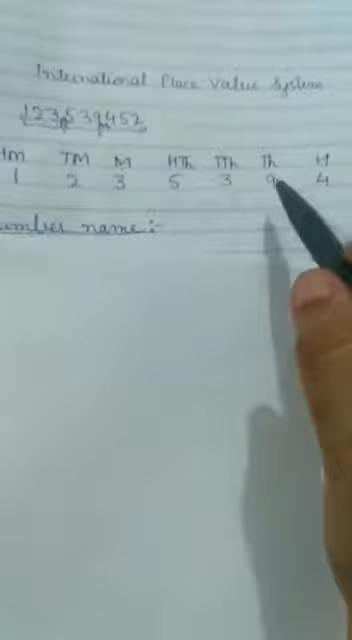 International Place Value System
123,539,452
HM TM M HTh TTh Th H
1 2 3 5 3 9 4
umber name:-